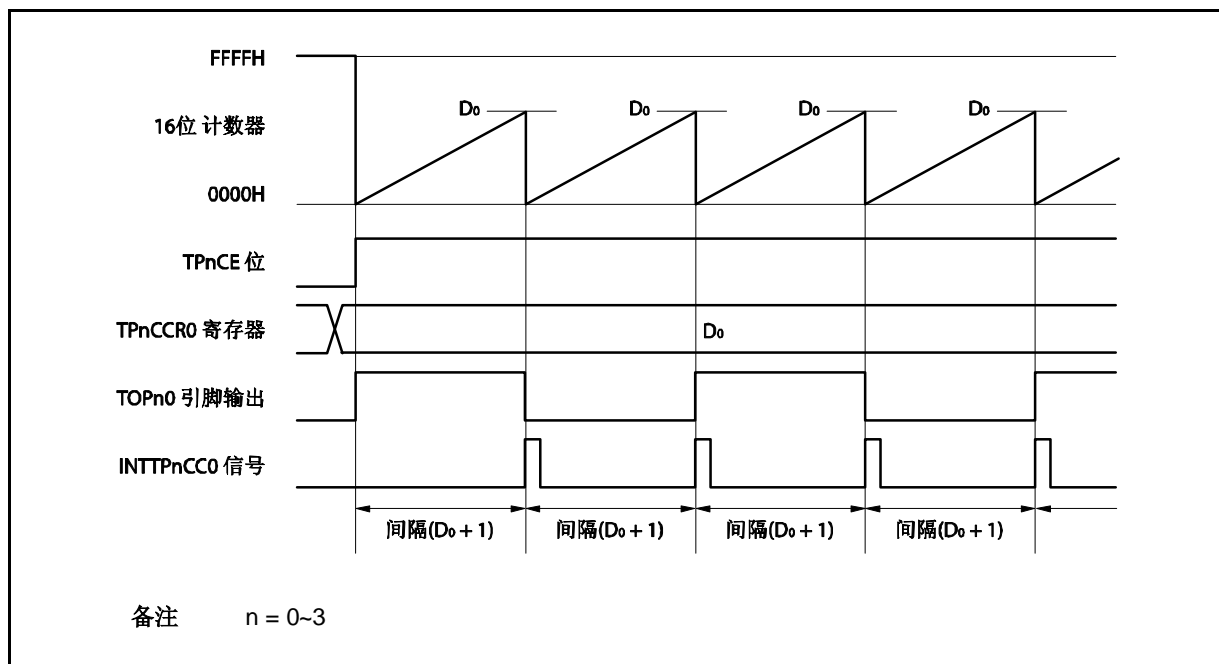 FFFFH
D₀ D₀ D₀ D₀
16位 计数器
0000H
TPnCE 位
TPnCCR0 寄存器
D₀
TOPn0 引脚输出
INTTPnCC0 信号
间隔(D₀ + 1) 间隔(D₀ + 1) 间隔(D₀ + 1) 间隔(D₀ + 1)
备注 n = 0~3